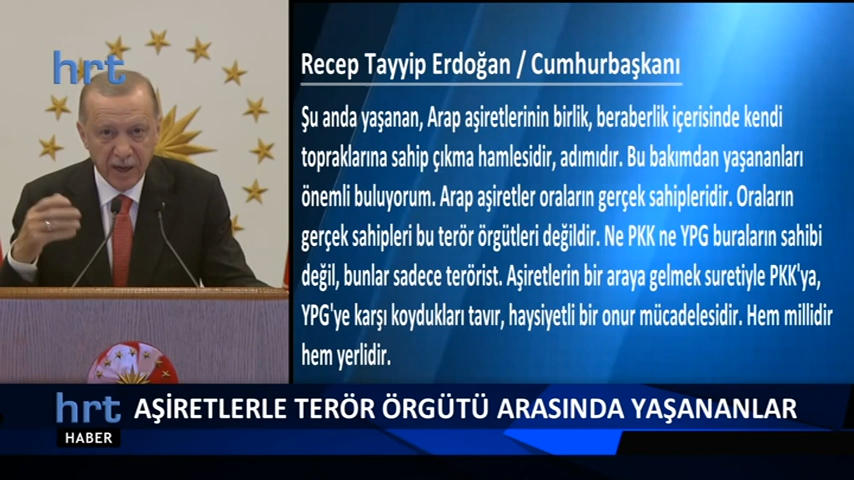 hrt
Recep Tayyip Erdoğan / Cumhurbaşkanı
Şu anda yaşanan, Arap aşiretlerinin birlik, beraberlik içerisinde kendi
topraklarına sahip çıkma hamlesidir, adımıdır. Bu bakımdan yaşananları
önemli buluyorum. Arap aşiretler oraların gerçek sahipleridir. Oraların
gerçek sahipleri bu terör örgütleri değildir. Ne PKK ne YPG buraların sahibi
değil, bunlar sadece terörist. Aşiretlerin bir araya gelmek suretiyle PKK'ya,
YPG'ye karşı koydukları tavır, haysiyetli bir onur mücadelesidir. Hem millidir
hem yerlidir.
hrt
HABER
AŞİRETLERLE TERÖR ÖRGÜTÜ ARASINDA YAŞANANLAR